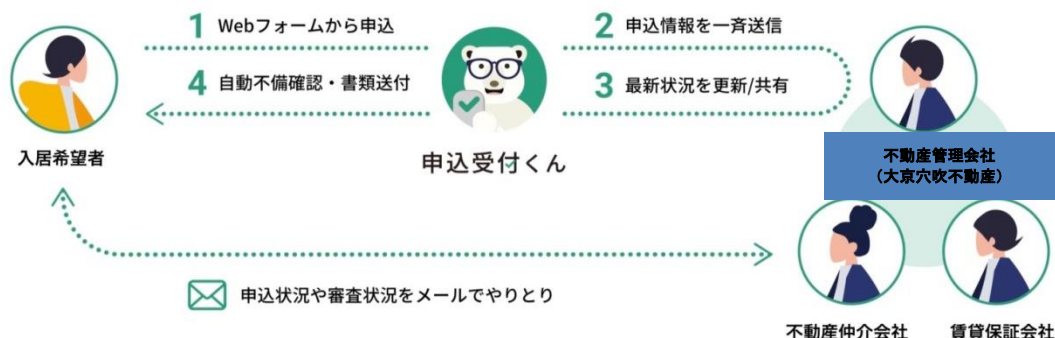 1 Webフォームから申込
2 申込情報を一斉送信
4 自動不備確認・書類送付
3 最新状況を更新/共有
入居希望者
申込受付くん
不動産管理会社
（大京穴吹不動産）
申込状況や審査状況をメールでやりとり
不動産仲介会社
賃貸保証会社